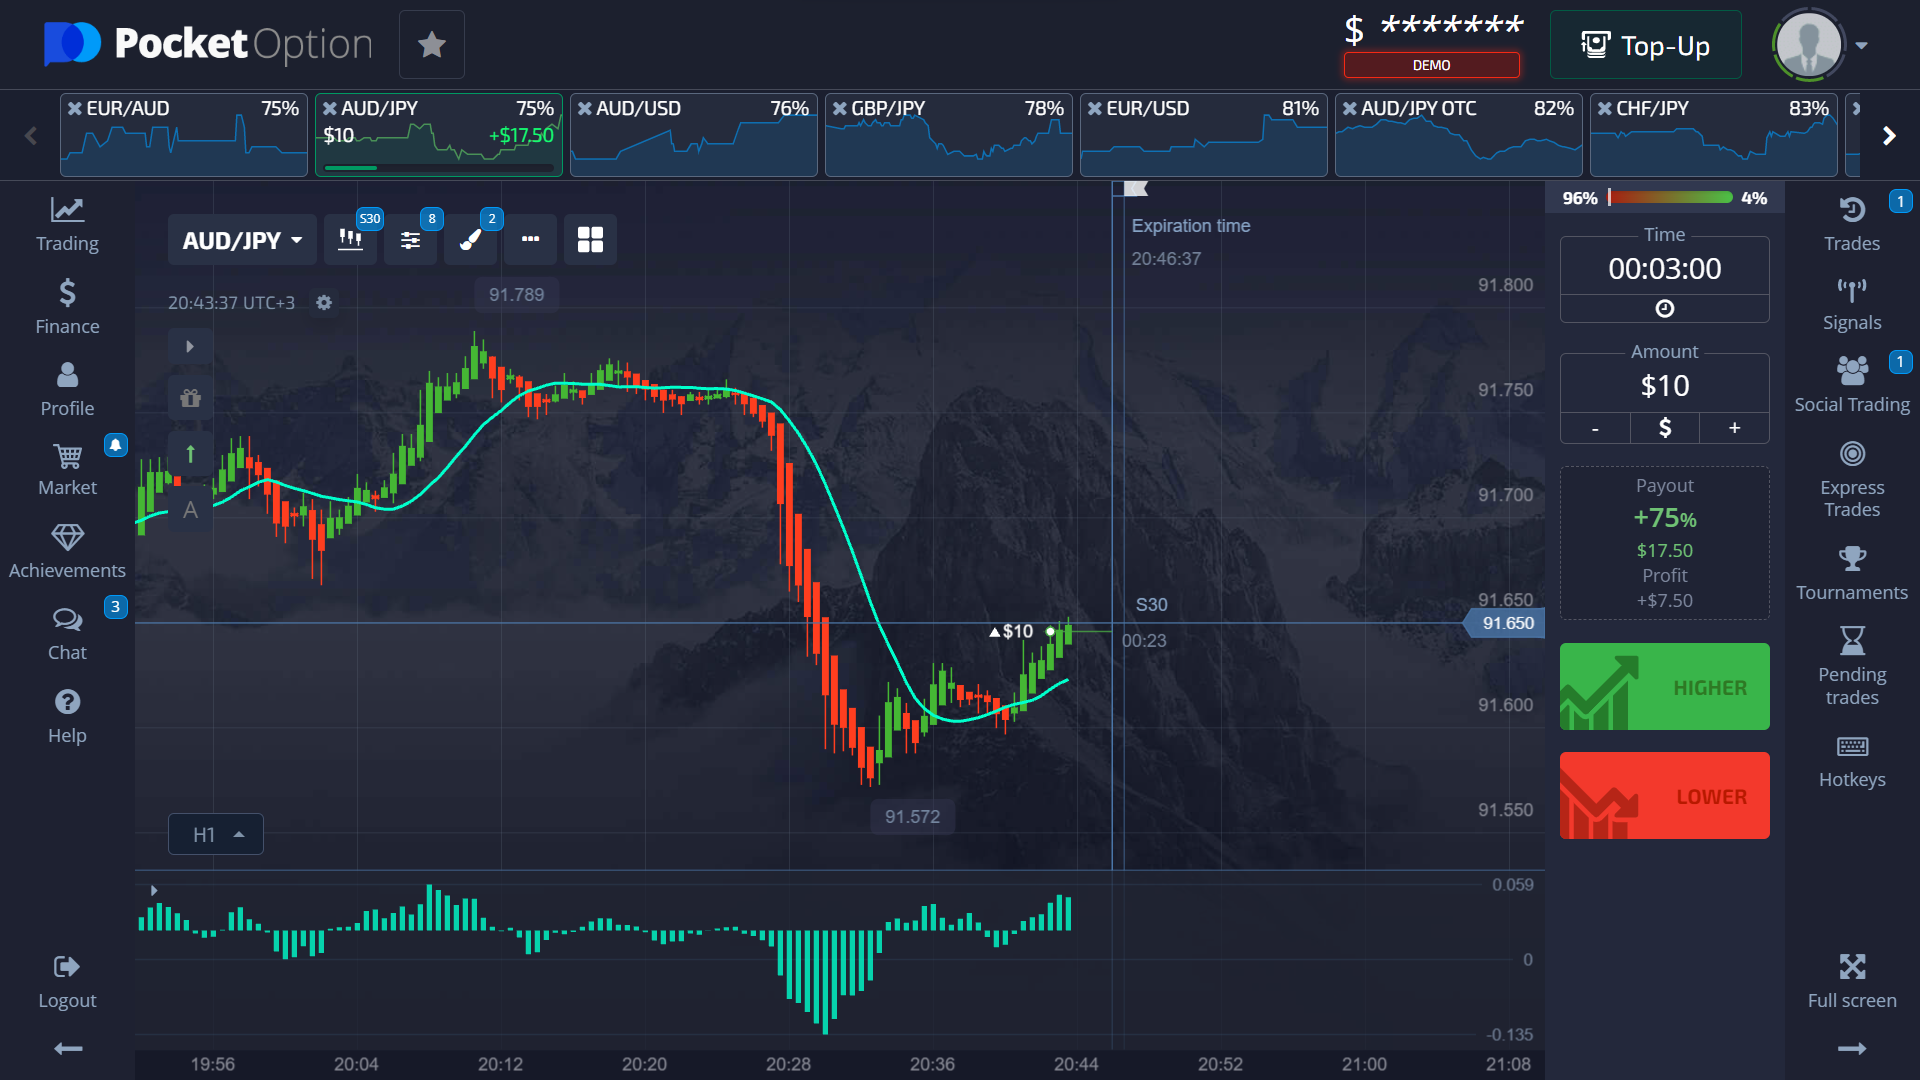 PocketOption
$ *******
DEMO
Top-Up
EUR/AUD 75%
AUD/JPY 75%
$10 +$17.50
AUD/USD 76%
GBP/JPY 78%
EUR/USD 81%
AUD/JPY OTC 82%
CHF/JPY 83%
Trading
Finance
Profile
Market
Achievements
3
Chat
Help
Logout
AUD/JPY
S30
8
2
20:43:37 UTC+3
A
H1
91.789
91.572
Expiration time
20:46:37
$10
S30
00:23
91.800
91.750
91.700
91.650
91.650
91.600
91.550
0.059
0
-0.135
19:56 20:04 20:12 20:20 20:28 20:36 20:44 20:52 21:00 21:08
96% 4%
Time
00:03:00
Amount
$10
- $ +
Payout
+75%
$17.50
Profit
+$7.50
HIGHER
LOWER
1
Trades
Signals
1
Social Trading
Express
Trades
Tournaments
Pending
trades
Hotkeys
Full screen